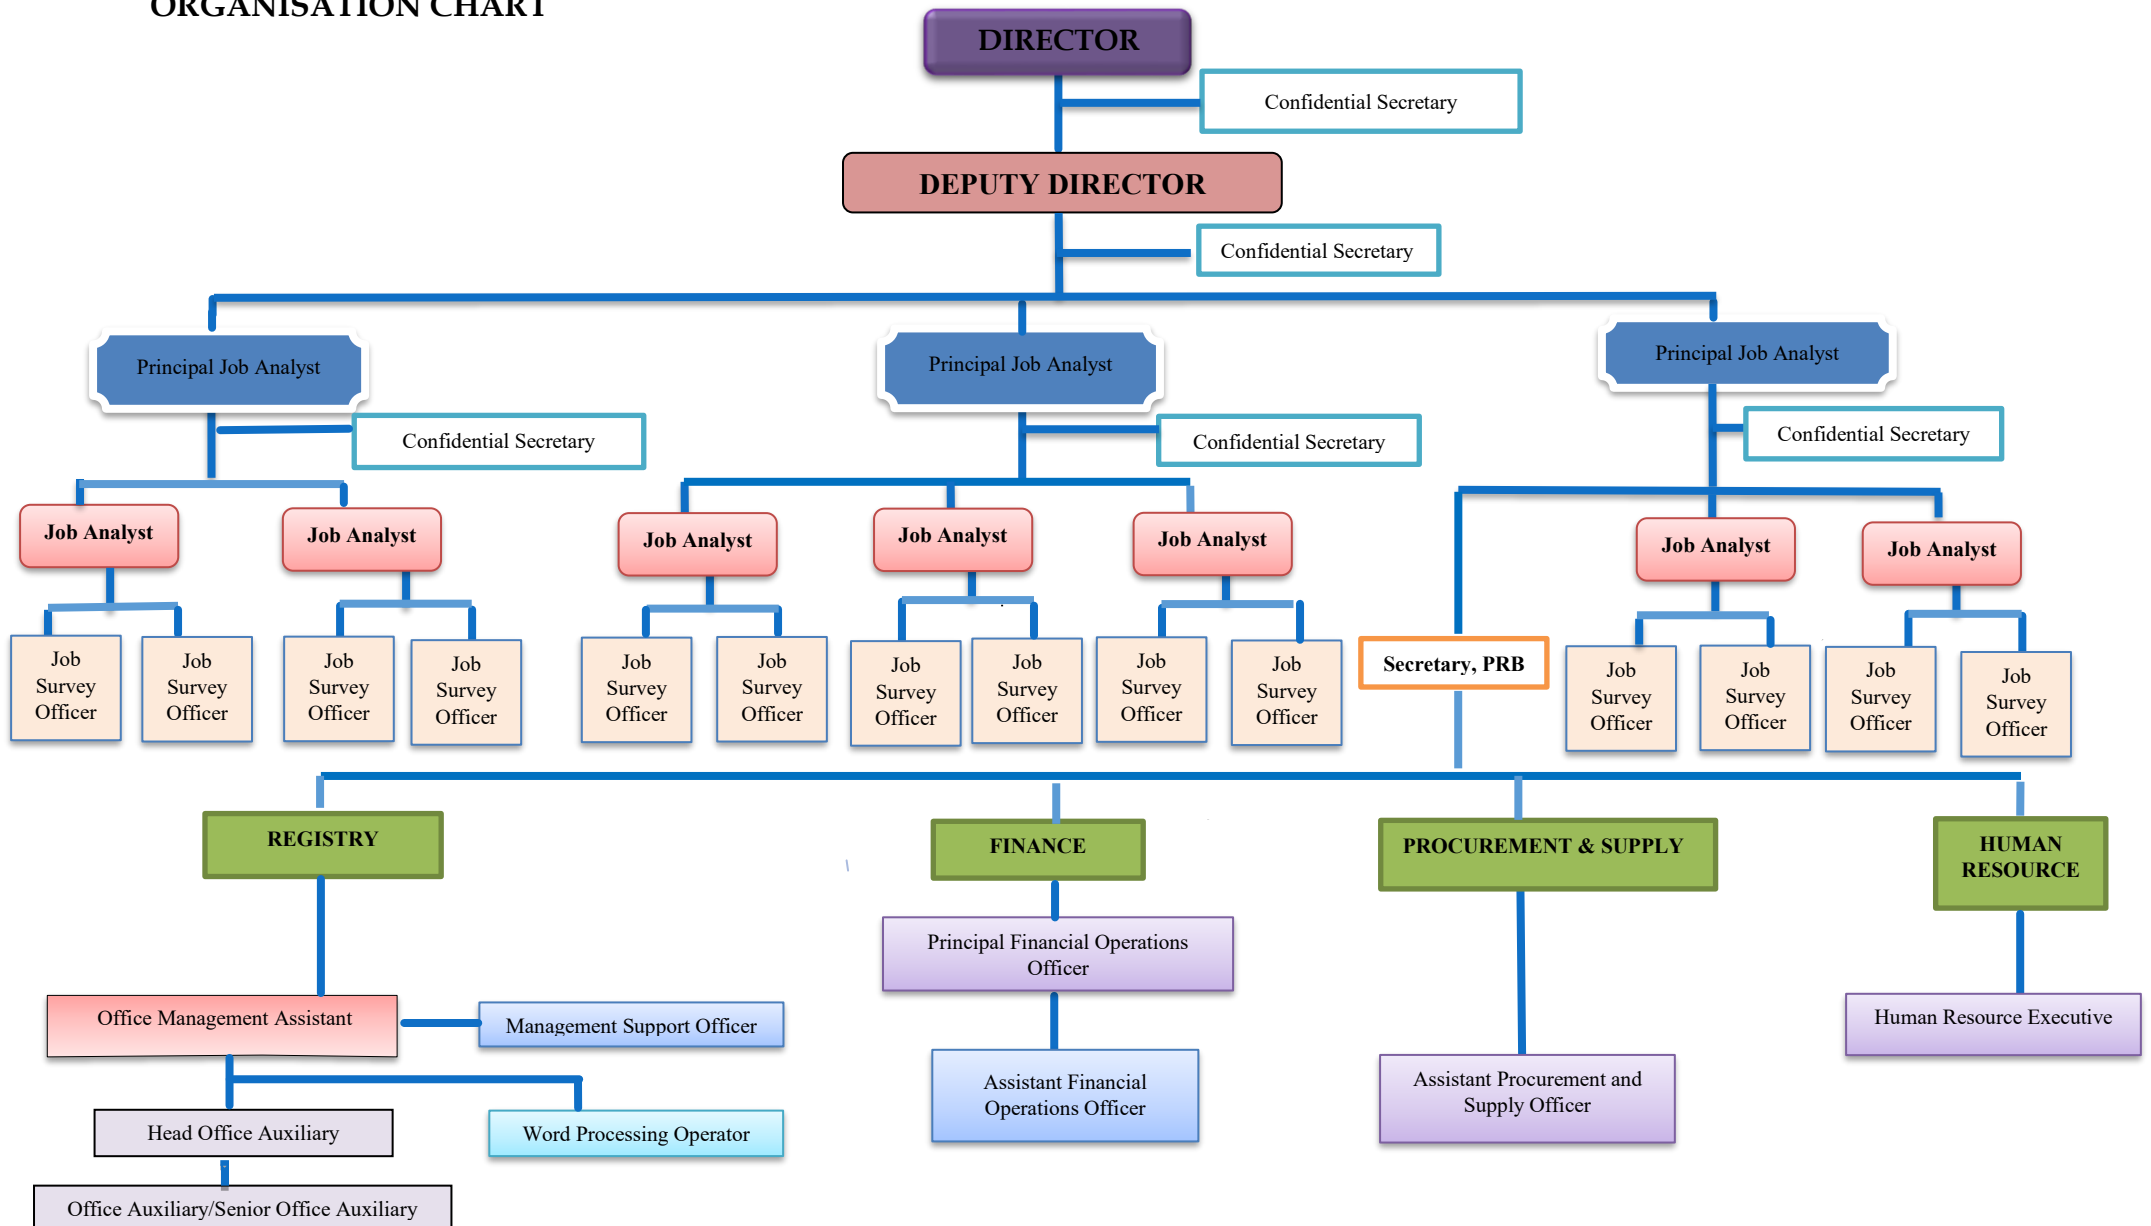 ORGANISATION CHART
DIRECTOR
Confidential Secretary
DEPUTY DIRECTOR
Confidential Secretary
Principal Job Analyst
Principal Job Analyst
Principal Job Analyst
Confidential Secretary
Confidential Secretary
Confidential Secretary
Job Analyst
Job Analyst
Job Analyst
Job Analyst
Job Analyst
Job Analyst
Job Analyst
Job
Survey
Officer
Job
Survey
Officer
Job
Survey
Officer
Job
Survey
Officer
Job
Survey
Officer
Job
Survey
Officer
Job
Survey
Officer
Job
Survey
Officer
Job
Survey
Officer
Job
Survey
Officer
Secretary, PRB
Job
Survey
Officer
Job
Survey
Officer
Job
Survey
Officer
Job
Survey
Officer
REGISTRY
FINANCE
PROCUREMENT & SUPPLY
HUMAN
RESOURCE
Principal Financial Operations
Officer
Office Management Assistant
Management Support Officer
Human Resource Executive
Assistant Financial
Operations Officer
Assistant Procurement and
Supply Officer
Head Office Auxiliary
Word Processing Operator
Office Auxiliary/Senior Office Auxiliary